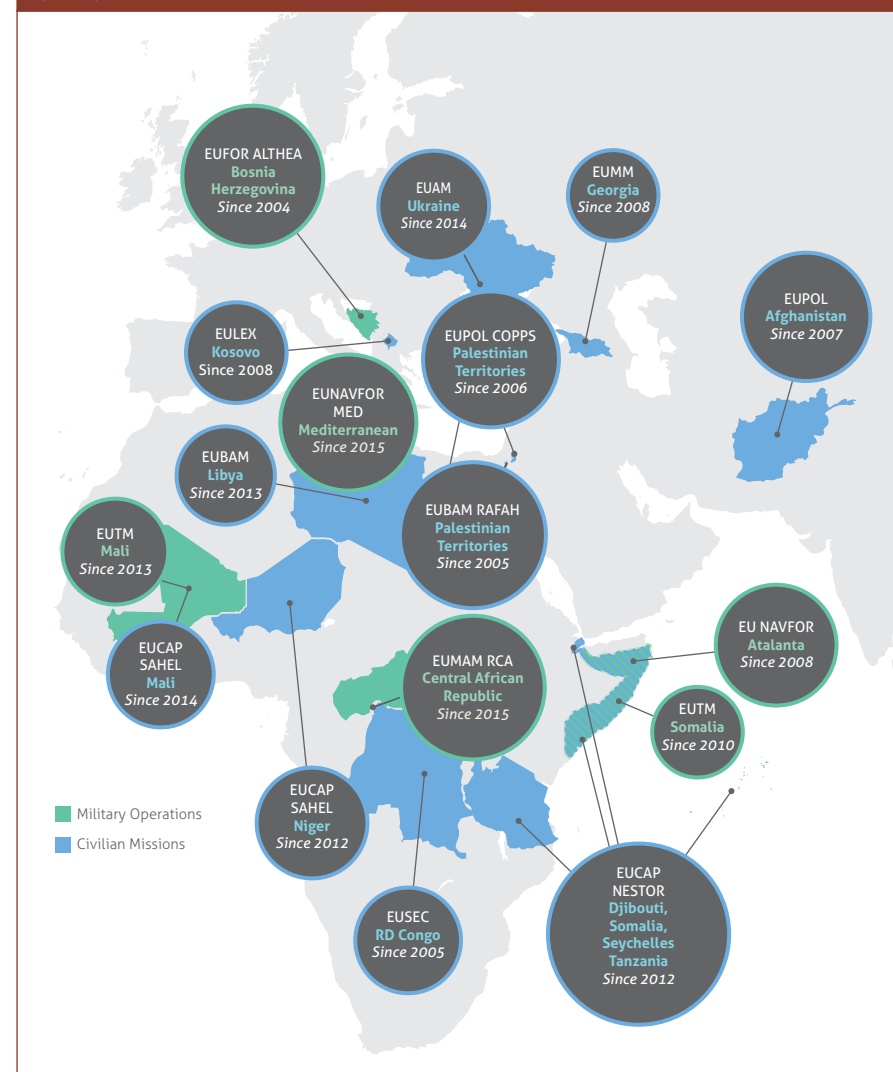 EUFOR ALTHEA
Bosnia
Herzegovina
Since 2004
EUAM
Ukraine
Since 2014
EUMM
Georgia
Since 2008
EUPOL
Afghanistan
Since 2007
EULEX
Kosovo
Since 2008
EUPOL COPPS
Palestinian
Territories
Since 2006
EUNAVFOR
MED
Mediterranean
Since 2015
EUBAM
Libya
Since 2013
EUBAM RAFAH
Palestinian
Territories
Since 2005
EUTM
Mali
Since 2013
EUCAP
SAHEL
Mali
Since 2014
EUMAM RCA
Central African
Republic
Since 2015
EU NAVFOR
Atalanta
Since 2008
EUTM
Somalia
Since 2010
Military Operations
Civilian Missions
EUCAP
SAHEL
Niger
Since 2012
EUSEC
RD Congo
Since 2005
EUCAP
NESTOR
Djibouti,
Somalia,
Seychelles
Tanzania
Since 2012